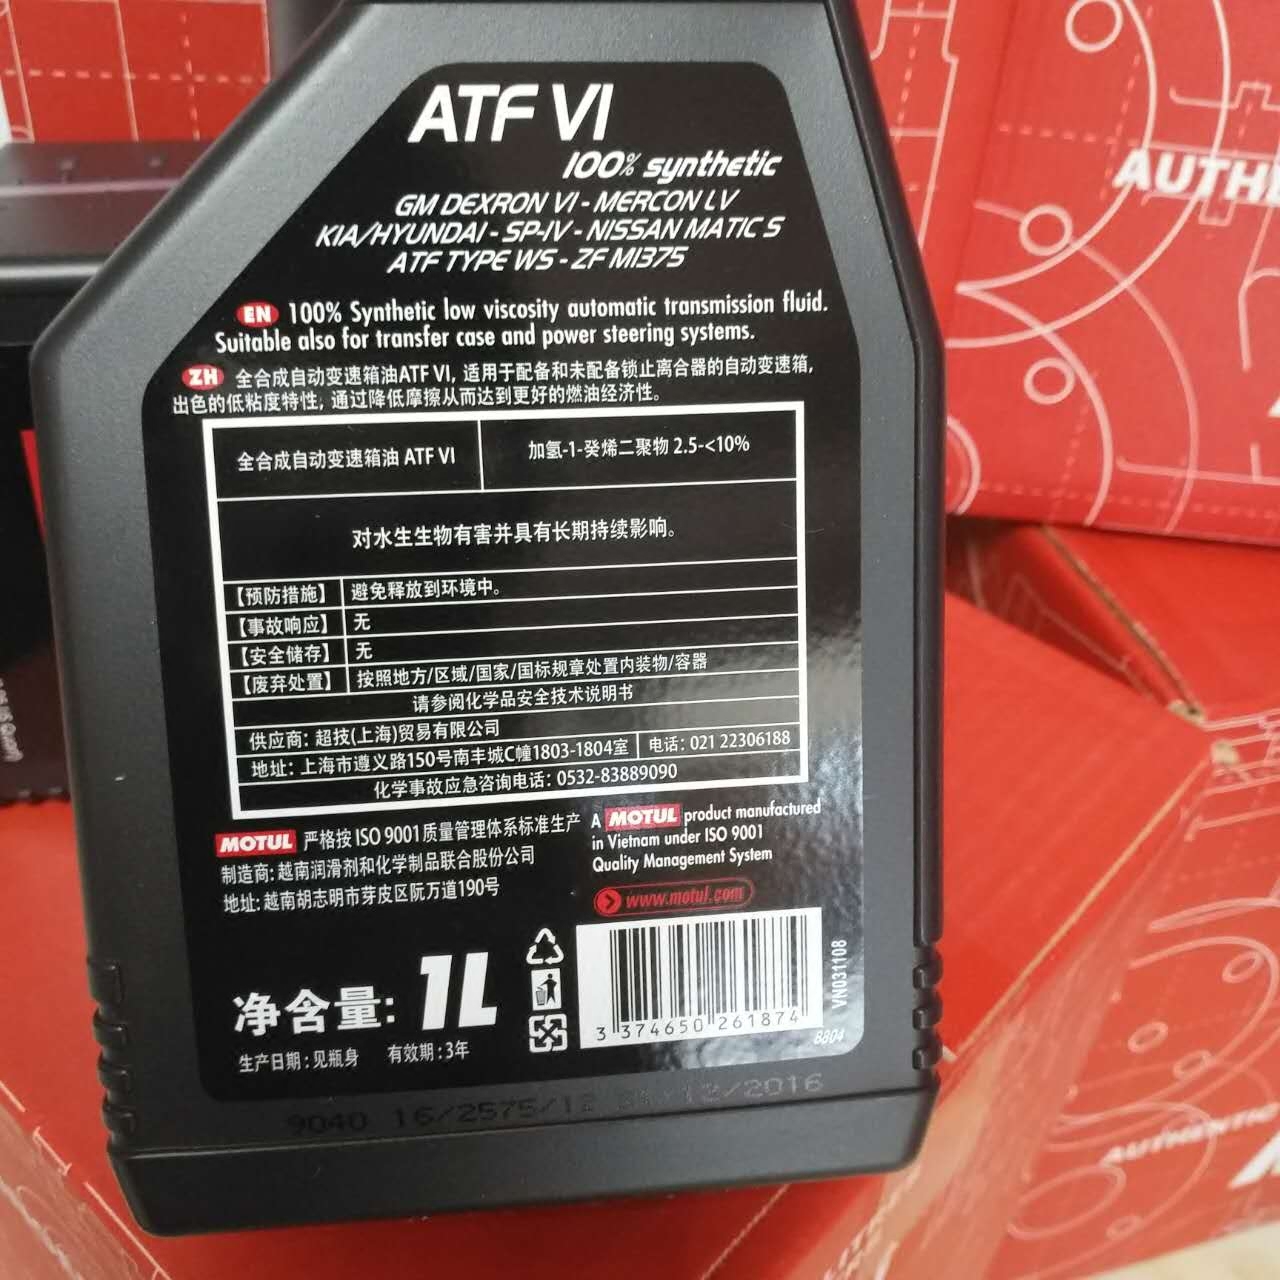 ATF VI
100% synthetic
GM DEXRON VI - MERCON LV
KIA/HYUNDAI - SP-IV - NISSAN MATIC S
ATF TYPE WS - ZF M1375
EN 100% Synthetic low viscosity automatic transmission fluid.
Suitable also for transfer case and power steering systems.
ZH 全合成自动变速箱油ATF VI, 适用于配备和未配备锁止离合器的自动变速箱,
出色的低粘度特性, 通过降低摩擦从而达到更好的燃油经济性。
全合成自动变速箱油 ATF VI 加氢-1-癸烯二聚物 2.5-<10%
对水生生物有害并具有长期持续影响。
【预防措施】 避免释放到环境中。
【事故响应】 无
【安全储存】 无
【废弃处置】 按照地方/区域/国家/国标规章处置内装物/容器
请参阅化学品安全技术说明书
供应商: 超技(上海)贸易有限公司
地址: 上海市遵义路150号南丰城C幢1803-1804室 电话: 021 22306188
化学事故应急咨询电话: 0532-83889090
MOTUL 严格按 ISO 9001 质量管理体系标准生产
制造商: 越南润滑剂和化学制品联合股份公司
地址: 越南胡志明市芽皮区阮万道190号
A MOTUL product manufactured
in Vietnam under ISO 9001
Quality Management System
www.motul.com
净含量: 1L
生产日期: 见瓶身 有效期: 3年
3 374650 261874
VN031108
8804
9040 16/2575/12 /12/2016
AUTHE
AUTHENTIC